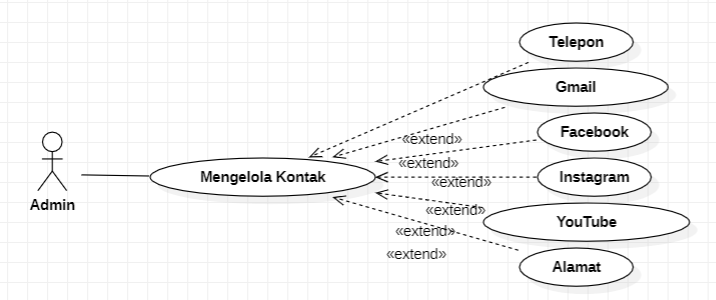 Telepon
Gmail
«extend»
Facebook
«extend»
Mengelola Kontak
Instagram
«extend»
Admin
«extend»
YouTube
«extend»
«extend»
Alamat